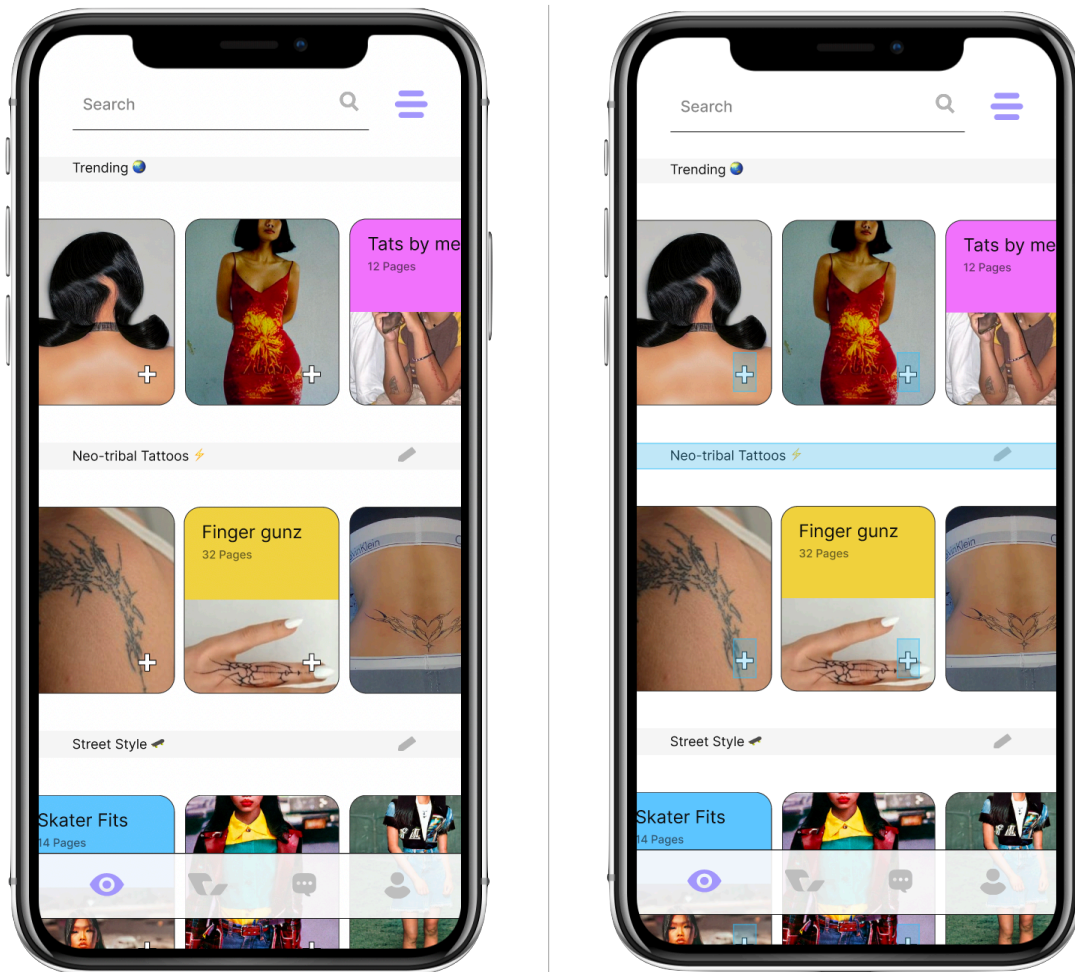 Search
Trending 🌏
Tats by me
12 Pages
Neo-tribal Tattoos ⚡
Finger gunz
32 Pages
Street Style 🛹
Skater Fits
14 Pages
Search
Trending 🌏
Tats by me
12 Pages
Neo-tribal Tattoos ⚡
Finger gunz
32 Pages
Street Style 🛹
Skater Fits
14 Pages